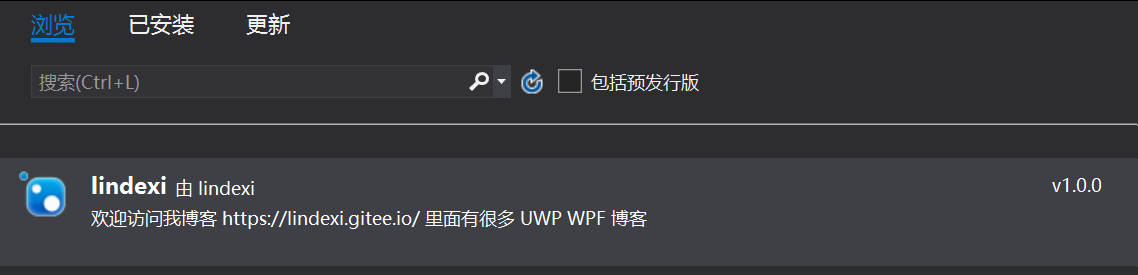 浏览 已安装 更新
搜索(Ctrl+L) 包括预发行版
lindexi 由 lindexi v1.0.0
欢迎访问我博客 https://lindexi.gitee.io/ 里面有很多 UWP WPF 博客